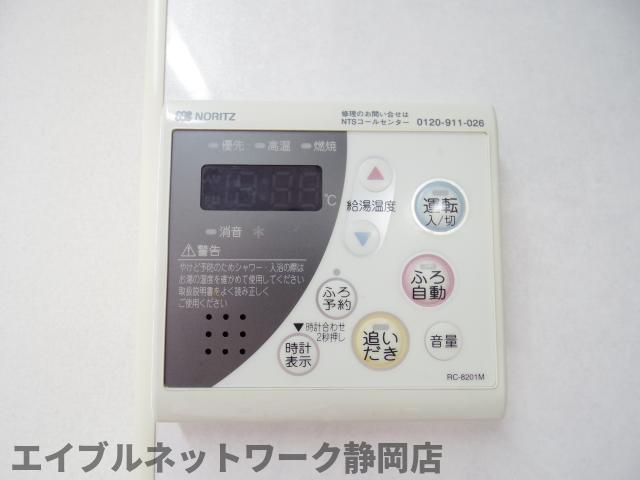 NORITZ
修理のお問い合せは
NTSコールセンター 0120-911-026
優先 高温 燃焼
℃
消音
給湯温度
運転
入/切
警告
やけど予防のためシャワー・入浴の際は
お湯の温度を確かめて使用してください
取扱説明書をよく読み正しく
ご使用ください
ふろ
自動
ふろ
予約
▼時計合わせ
2秒押し
時計
表示
追い
だき
音量
RC-8201M
エイブルネットワーク静岡店